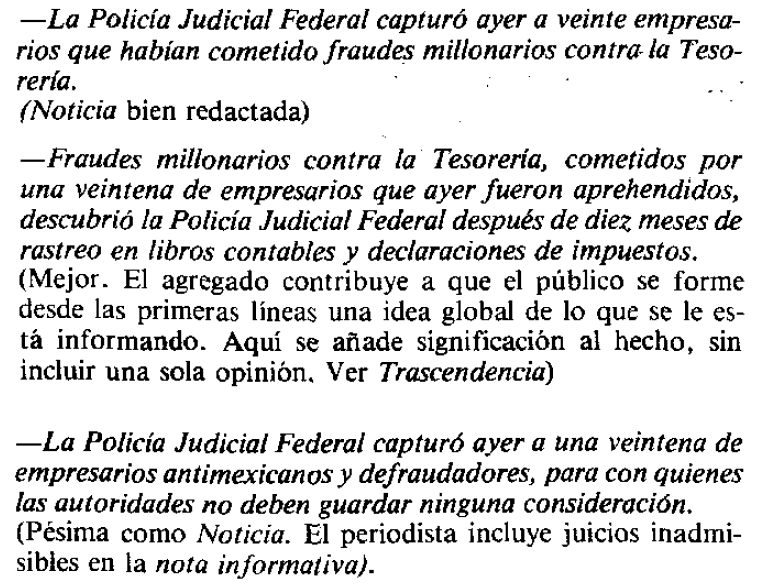 —La Policía Judicial Federal capturó ayer a veinte empresa-
rios que habían cometido fraudes millonarios contra la Teso-
rería.
(Noticia bien redactada)
—Fraudes millonarios contra la Tesorería, cometidos por
una veintena de empresarios que ayer fueron aprehendidos,
descubrió la Policía Judicial Federal después de diez meses de
rastreo en libros contables y declaraciones de impuestos.
(Mejor. El agregado contribuye a que el público se forme
desde las primeras líneas una idea global de lo que se le es-
tá informando. Aquí se añade significación al hecho, sin
incluir una sola opinión. Ver Trascendencia)
—La Policía Judicial Federal capturó ayer a una veintena de
empresarios antimexicanos y defraudadores, para con quienes
las autoridades no deben guardar ninguna consideración.
(Pésima como Noticia. El periodista incluye juicios inadmi-
sibles en la nota informativa).